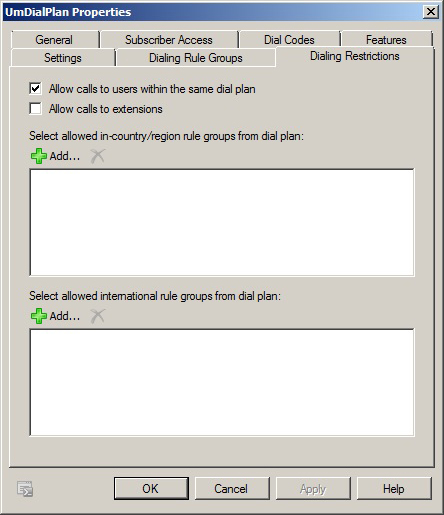 UmDialPlan Properties
General Subscriber Access Dial Codes Features
Settings Dialing Rule Groups Dialing Restrictions
Allow calls to users within the same dial plan
Allow calls to extensions
Select allowed in-country/region rule groups from dial plan:
Add...
Select allowed international rule groups from dial plan:
Add...
OK Cancel Apply Help